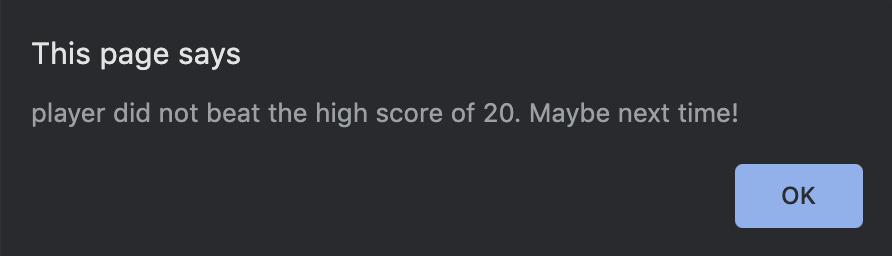 This page says
player did not beat the high score of 20. Maybe next time!
OK